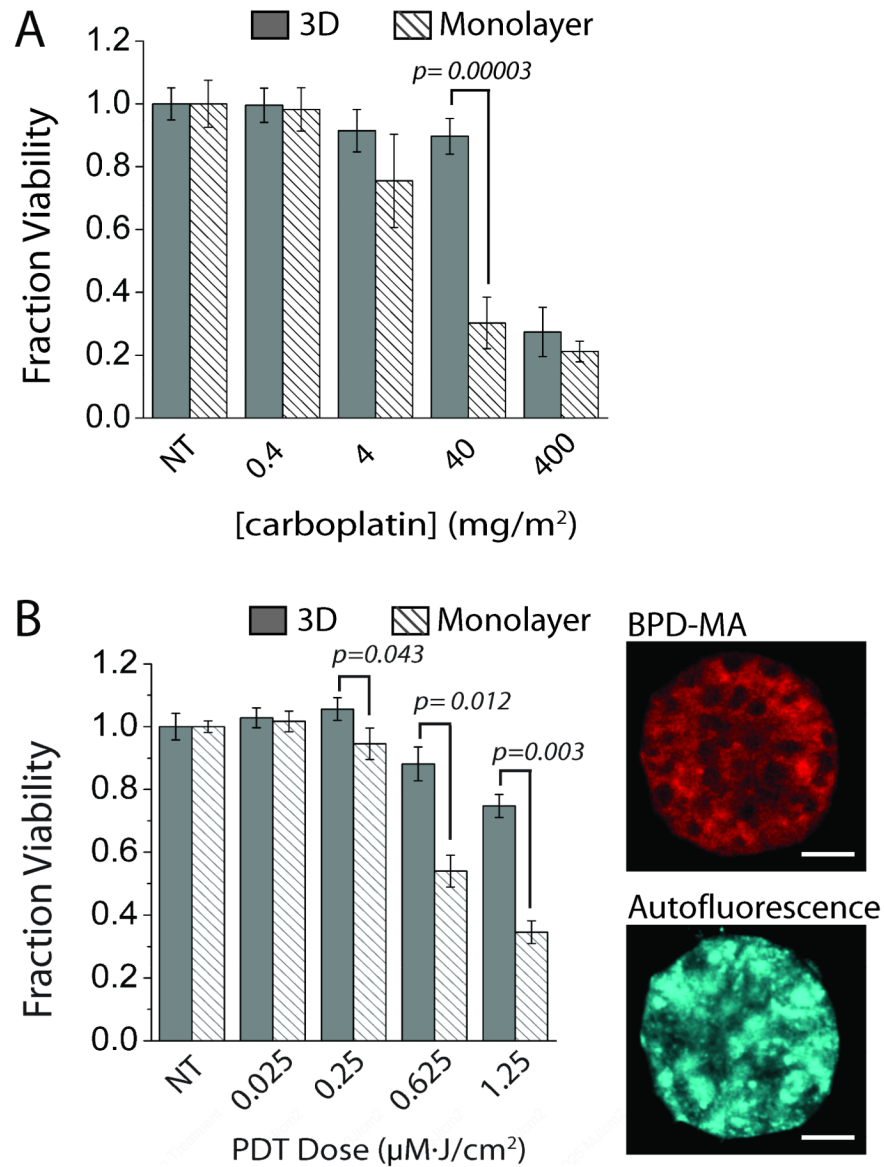 A
3D Monolayer
p= 0.00003
Fraction Viability
1.2
1.0
0.8
0.6
0.4
0.2
0.0
NT 0.4 4 40 400
[carboplatin] (mg/m²)
B
3D Monolayer
p=0.043
p= 0.012
p=0.003
Fraction Viability
1.2
1.0
0.8
0.6
0.4
0.2
0.0
NT 0.025 0.25 0.625 1.25
PDT Dose (µM·J/cm²)
BPD-MA
Autofluorescence